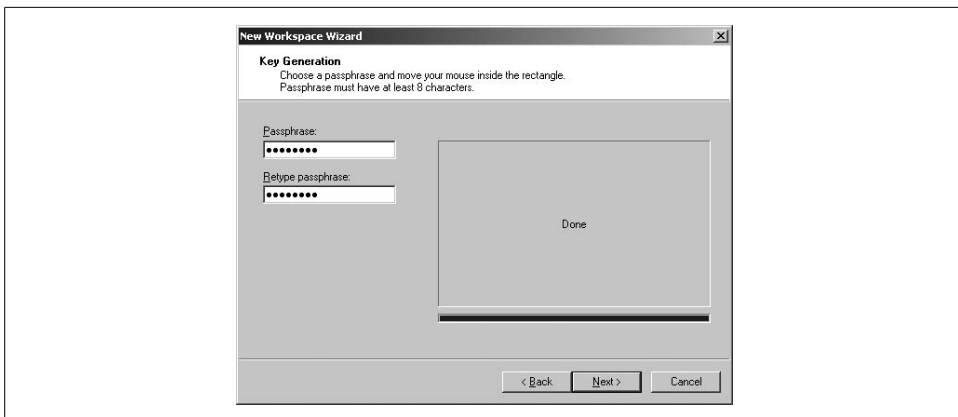 New Workspace Wizard
Key Generation
Choose a passphrase and move your mouse inside the rectangle.
Passphrase must have at least 8 characters.
Passphrase:
●●●●●●●●
Retype passphrase:
●●●●●●●●
Done
< Back
Next >
Cancel